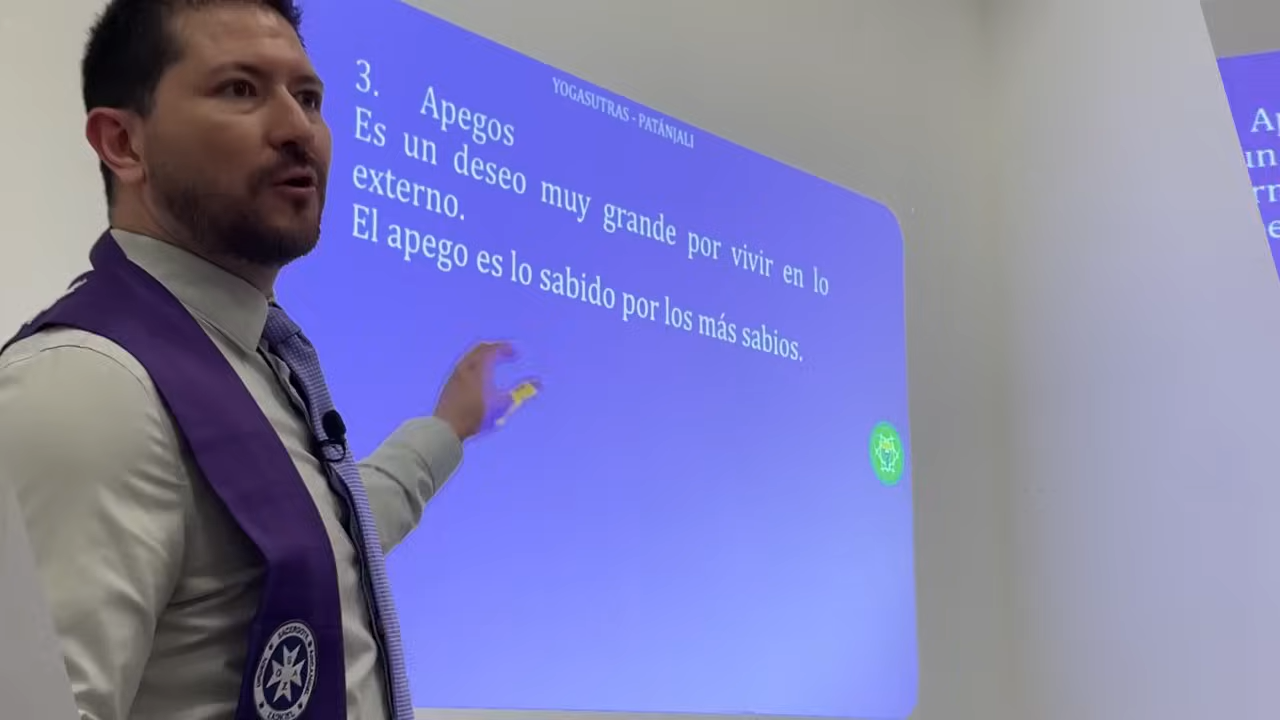 YOGASUTRAS - PATÁNJALI
3. Apegos
Es un deseo muy grande por vivir en lo
externo.
El apego es lo sabido por los más sabios.